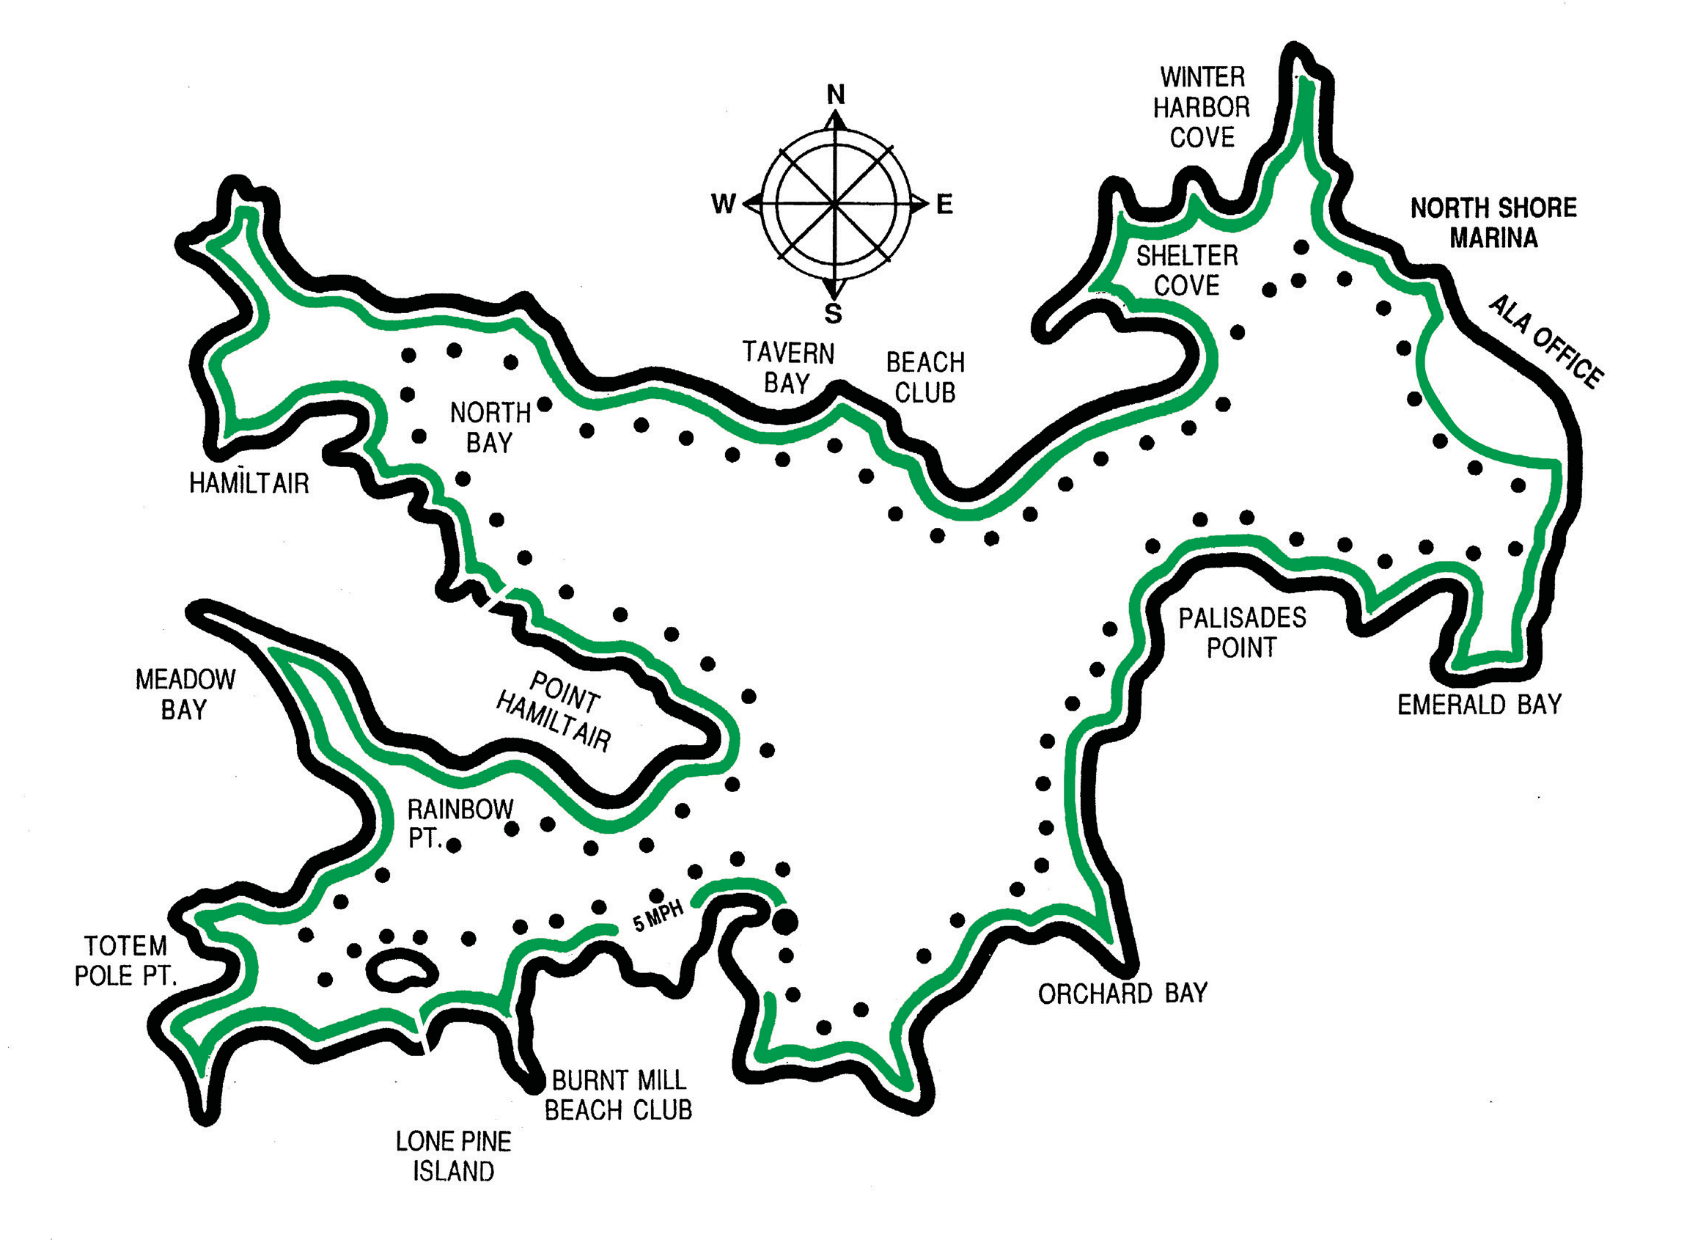 N
W
E
S
WINTER
HARBOR
COVE
NORTH SHORE
MARINA
SHELTER
COVE
ALA OFFICE
TAVERN
BAY
BEACH
CLUB
NORTH
BAY
HAMILTAIR
PALISADES
POINT
EMERALD BAY
MEADOW
BAY
POINT
HAMILTAIR
RAINBOW
PT.
5 MPH
TOTEM
POLE PT.
ORCHARD BAY
BURNT MILL
BEACH CLUB
LONE PINE
ISLAND